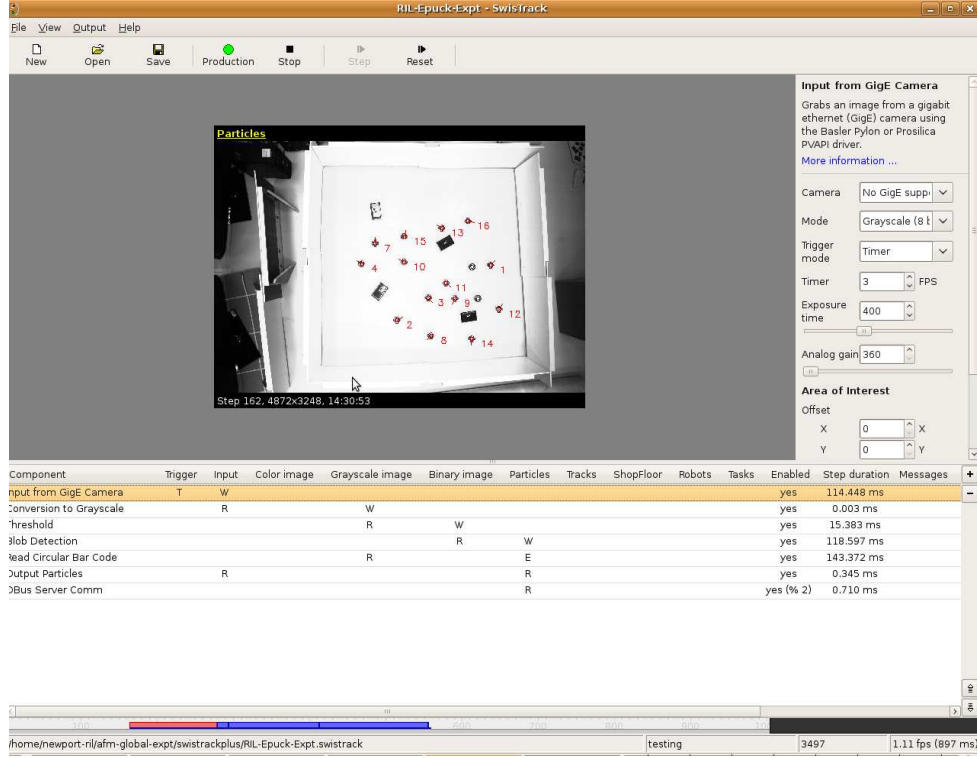 RIL-Epuck-Expt - SwisTrack
File View Output Help
New Open Save Production Stop Step Reset
Particles
16
13
15
7
4
10
1
11
3
9
12
2
8
14
Step 162, 4872x3248, 14:30:53
Input from GigE Camera
Grabs an image from a gigabit
ethernet (GigE) camera using
the Basler Pylon or Prosilica
PVAPI driver.
More information ...
Camera No GigE supp
Mode Grayscale (8 b
Trigger
mode Timer
Timer 3 FPS
Exposure
time 400
Analog gain 360
Area of Interest
Offset
X 0 X
Y 0 Y
Component Trigger Input Color image Grayscale image Binary image Particles Tracks ShopFloor Robots Tasks Enabled Step duration Messages
nput from GigE Camera T W yes 114.448 ms
Conversion to Grayscale R W yes 0.003 ms
Threshold R W yes 15.383 ms
Blob Detection R W yes 118.597 ms
Read Circular Bar Code R E yes 143.372 ms
Output Particles R R yes 0.345 ms
DBus Server Comm R yes (% 2) 0.710 ms
100 600 700 800 900
/home/newport-ril/afm-global-expt/swistrackplus/RIL-Epuck-Expt.swistrack testing 3497 1.11 fps (897 ms)